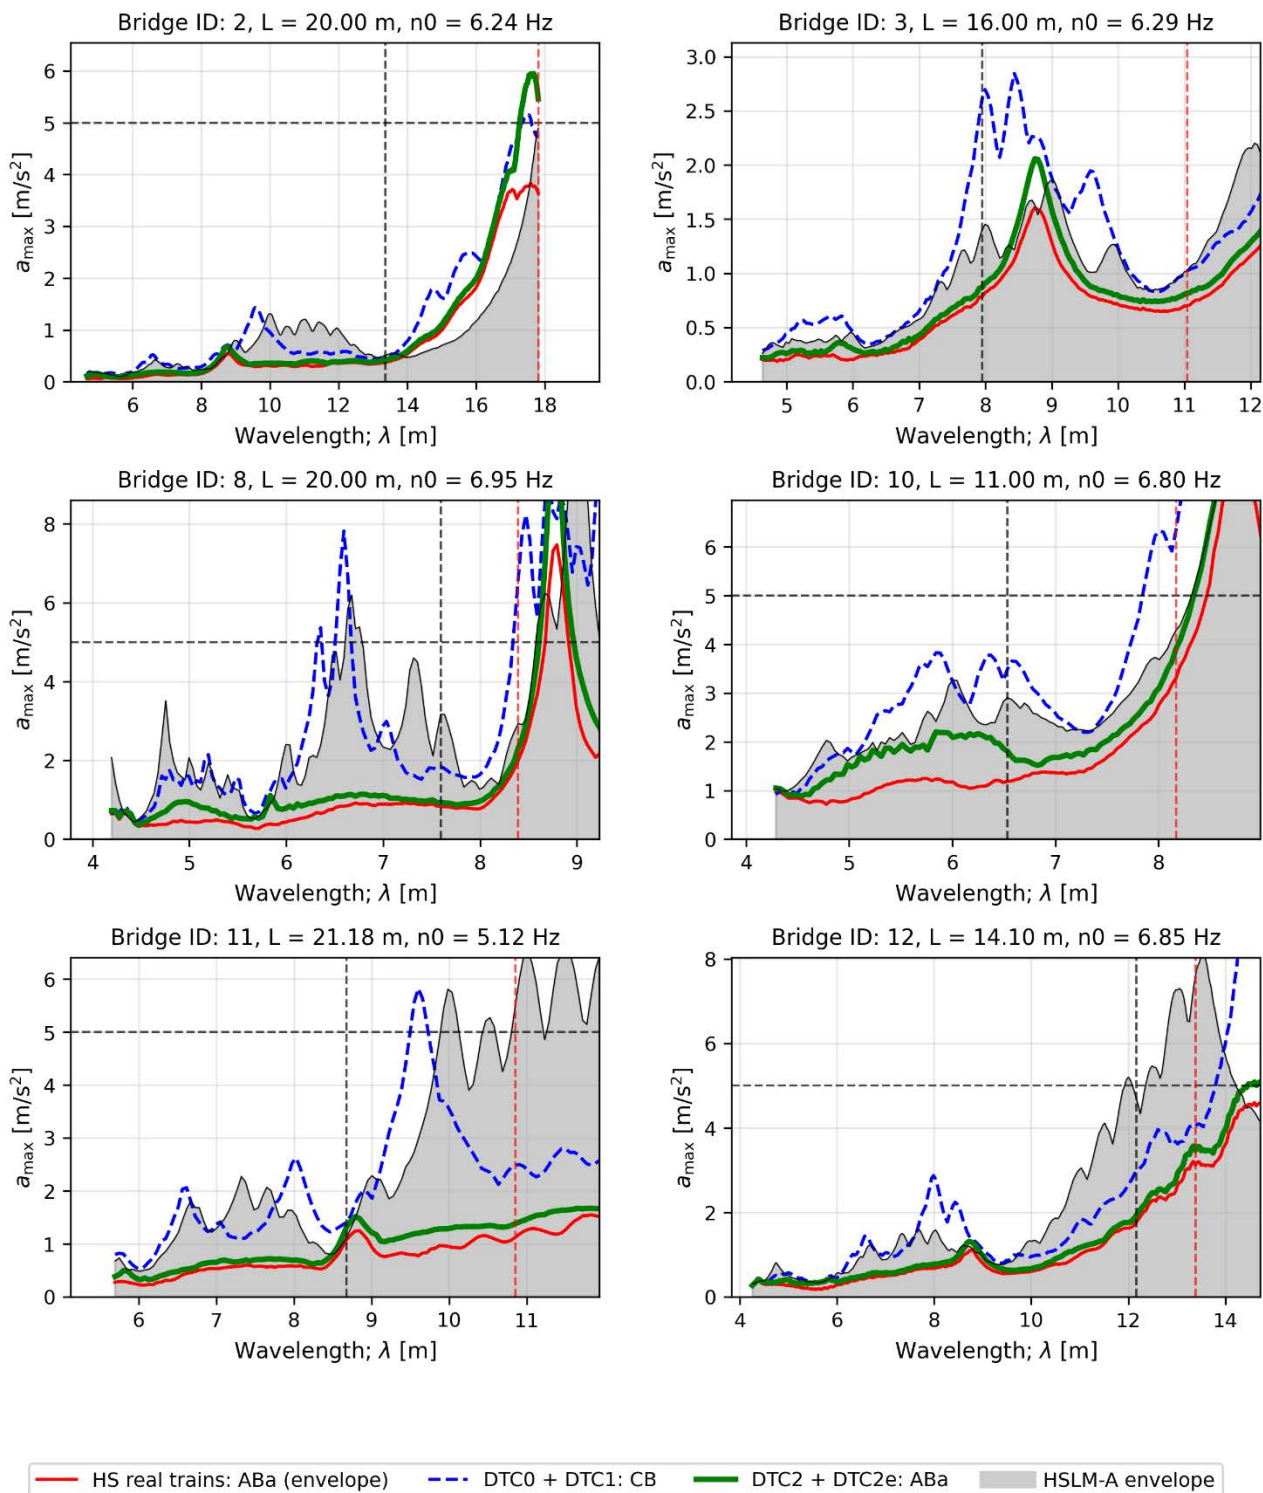 Bridge ID: 2, L = 20.00 m, n0 = 6.24 Hz
6
5
4
3
2
1
0
a_max [m/s²]
6 8 10 12 14 16 18
Wavelength; λ [m]
Bridge ID: 3, L = 16.00 m, n0 = 6.29 Hz
3.0
2.5
2.0
1.5
1.0
0.5
0.0
a_max [m/s²]
5 6 7 8 9 10 11 12
Wavelength; λ [m]
Bridge ID: 8, L = 20.00 m, n0 = 6.95 Hz
8
6
4
2
0
a_max [m/s²]
4 5 6 7 8 9
Wavelength; λ [m]
Bridge ID: 10, L = 11.00 m, n0 = 6.80 Hz
6
5
4
3
2
1
0
a_max [m/s²]
4 5 6 7 8
Wavelength; λ [m]
Bridge ID: 11, L = 21.18 m, n0 = 5.12 Hz
6
5
4
3
2
1
0
a_max [m/s²]
6 7 8 9 10 11
Wavelength; λ [m]
Bridge ID: 12, L = 14.10 m, n0 = 6.85 Hz
8
6
4
2
0
a_max [m/s²]
4 6 8 10 12 14
Wavelength; λ [m]
HS real trains: ABa (envelope) DTC0 + DTC1: CB DTC2 + DTC2e: ABa HSLM-A envelope